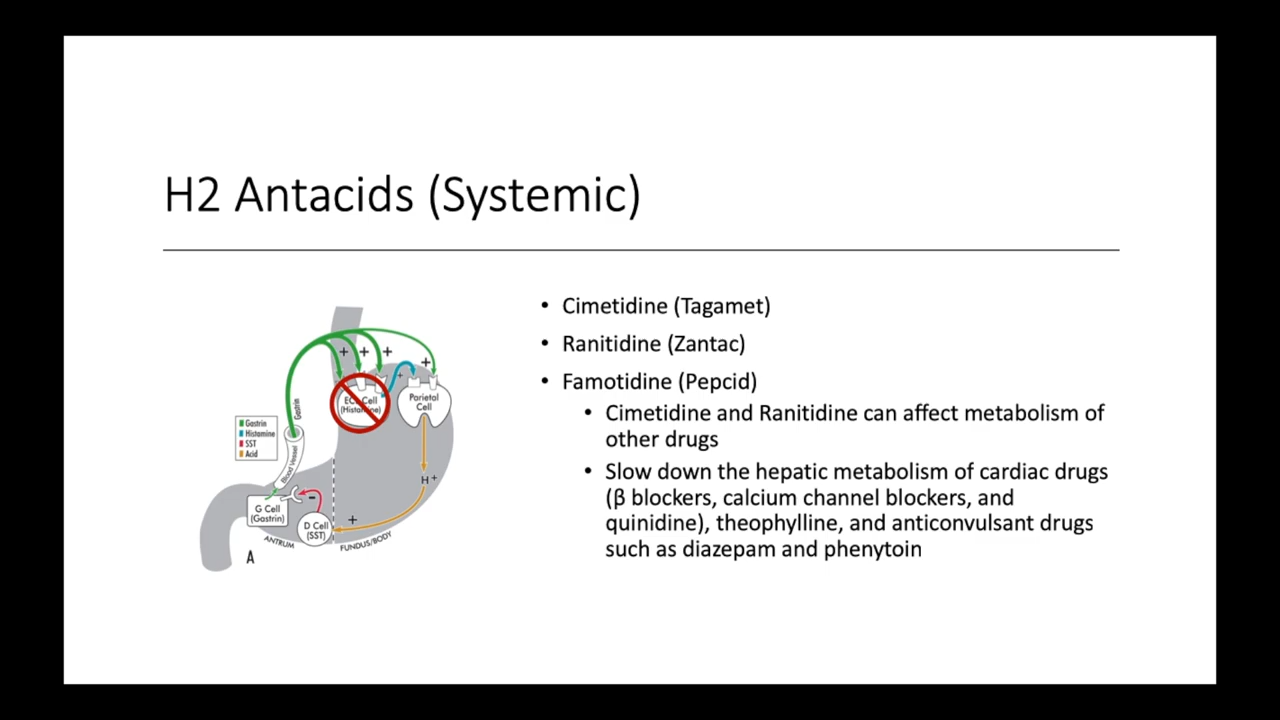 H2 Antacids (Systemic)
• Cimetidine (Tagamet)
• Ranitidine (Zantac)
• Famotidine (Pepcid)
• Cimetidine and Ranitidine can affect metabolism of
other drugs
• Slow down the hepatic metabolism of cardiac drugs
(β blockers, calcium channel blockers, and
quinidine), theophylline, and anticonvulsant drugs
such as diazepam and phenytoin
+ + + +
+
Parietal
Cell
Gastrin
Gastrin
Histamine
SST
Acid
Blood Vessel
H+
G Cell
(Gastrin)
-
D Cell
(SST)
+
ANTRUM
FUNDUS/BODY
A